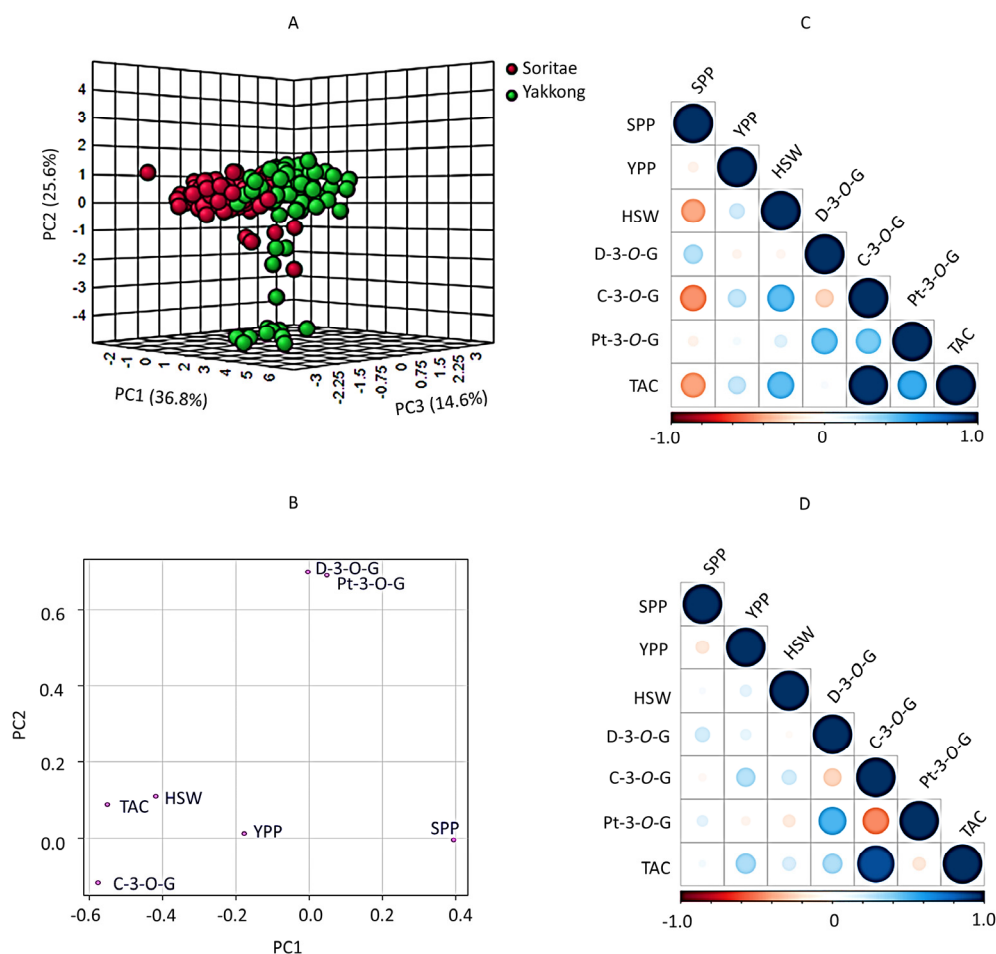 A
Soritae
Yakkong
PC2 (25.6%)
4
3
2
1
0
-1
-2
-3
-4
-2
-1
0
1
2
3
4
5
6
PC1 (36.8%)
-3
-2.25
-1.5
-0.75
0
0.75
1.5
2.25
3
PC3 (14.6%)
C
SPP
YPP
HSW
D-3-O-G
C-3-O-G
Pt-3-O-G
TAC
SPP
YPP
HSW
D-3-O-G
C-3-O-G
Pt-3-O-G
TAC
-1.0 0 1.0
B
D-3-O-G
Pt-3-O-G
TAC
HSW
YPP
SPP
C-3-O-G
PC2
0.6
0.4
0.2
0.0
-0.6 -0.4 -0.2 0.0 0.2 0.4
PC1
D
SPP
YPP
HSW
D-3-O-G
C-3-O-G
Pt-3-O-G
TAC
SPP
YPP
HSW
D-3-O-G
C-3-O-G
Pt-3-O-G
TAC
-1.0 0 1.0